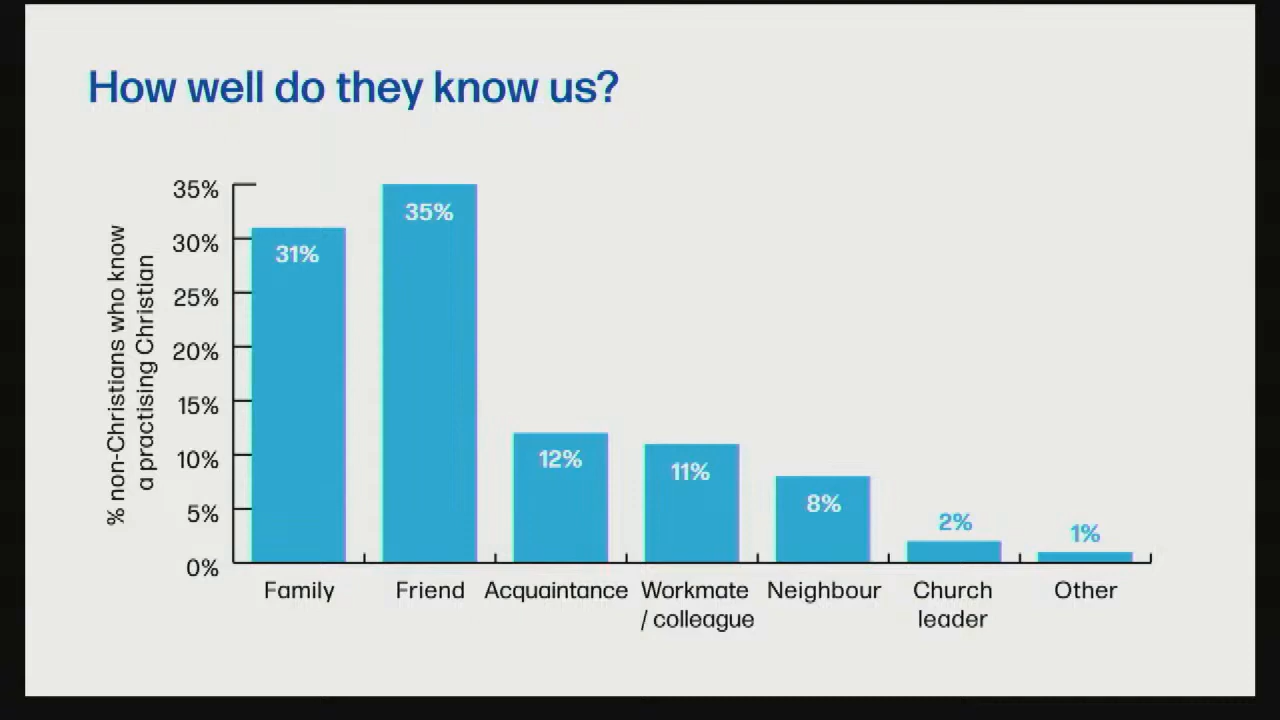 How well do they know us?
% non-Christians who know
a practising Christian
35%
30%
25%
20%
15%
10%
5%
0%
31%
35%
12%
11%
8%
2%
1%
Family
Friend
Acquaintance
Workmate
/ colleague
Neighbour
Church
leader
Other